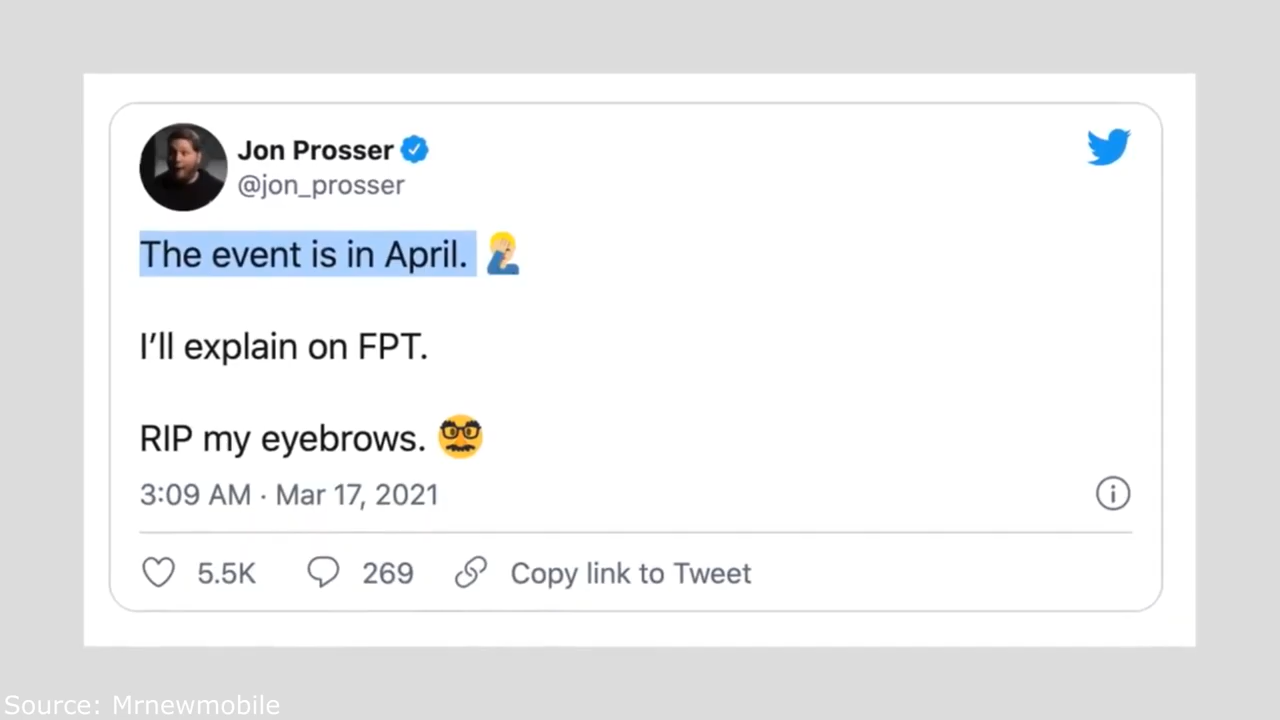 Jon Prosser
@jon_prosser
The event is in April. 🤦🏼‍♂️
I’ll explain on FPT.
RIP my eyebrows. 🥸
3:09 AM · Mar 17, 2021
5.5K 269 Copy link to Tweet
Source: Mrnewmobile